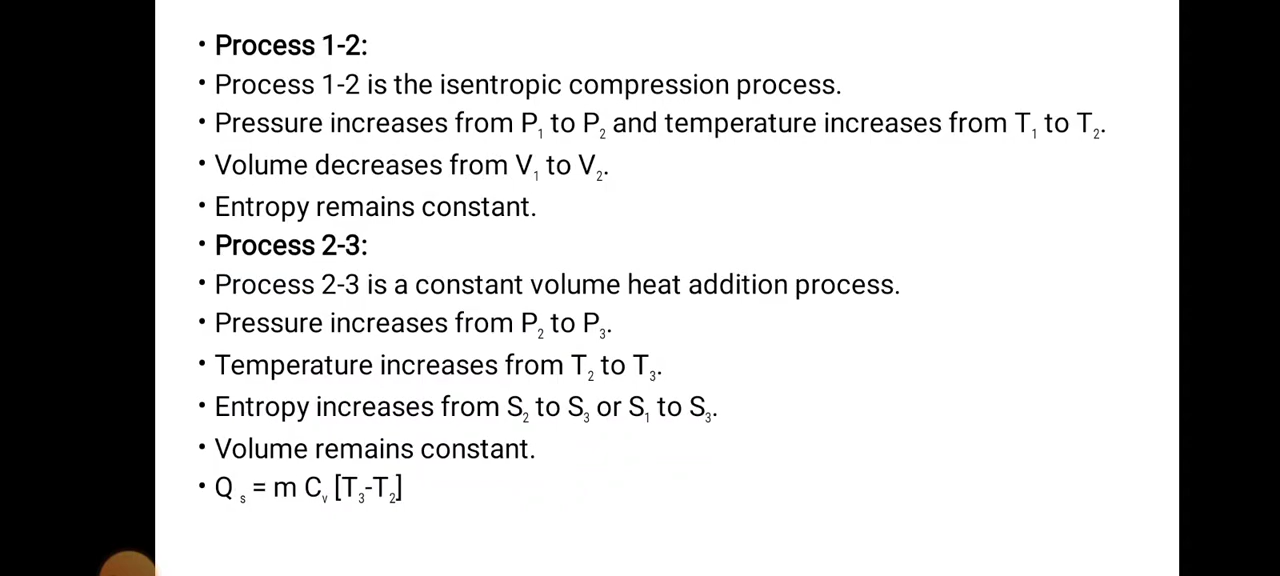 • Process 1-2:
• Process 1-2 is the isentropic compression process.
• Pressure increases from P₁ to P₂ and temperature increases from T₁ to T₂.
• Volume decreases from V₁ to V₂.
• Entropy remains constant.
• Process 2-3:
• Process 2-3 is a constant volume heat addition process.
• Pressure increases from P₂ to P₃.
• Temperature increases from T₂ to T₃.
• Entropy increases from S₂ to S₃ or S₁ to S₃.
• Volume remains constant.
• Q ₛ = m Cᵥ [T₃-T₂]